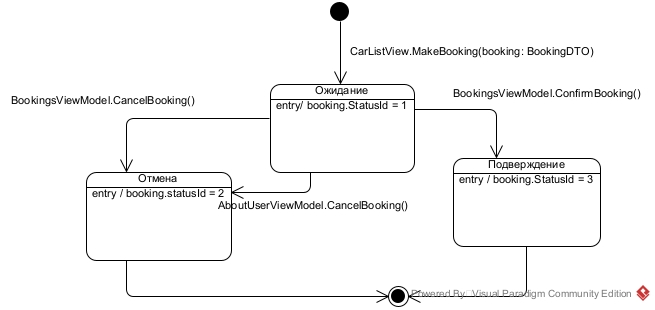 CarListView.MakeBooking(booking: BookingDTO)
Ожидание
entry/ booking.StatusId = 1
BookingsViewModel.CancelBooking()
BookingsViewModel.ConfirmBooking()
Отмена
entry / booking.statusId = 2
Подверждение
entry / booking.StatusId = 3
AboutUserViewModel.CancelBooking()
Powered By Visual Paradigm Community Edition